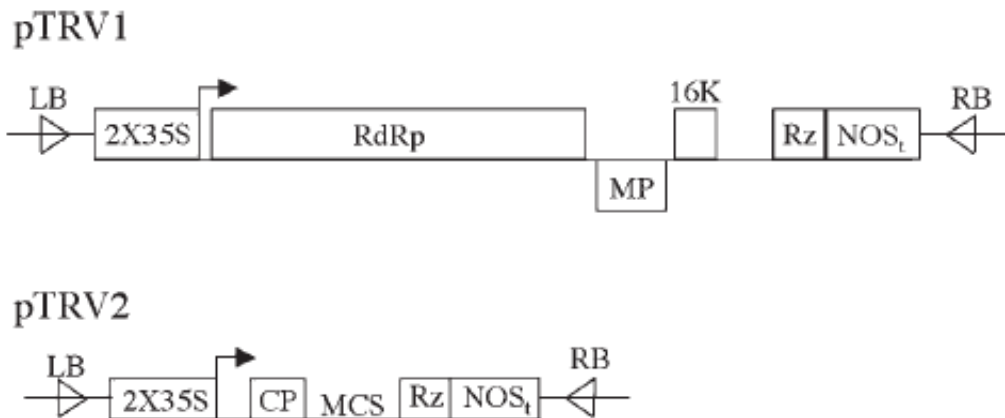 pTRV1
LB 2X35S RdRp MP 16K Rz NOSt RB
pTRV2
LB 2X35S CP MCS Rz NOSt RB